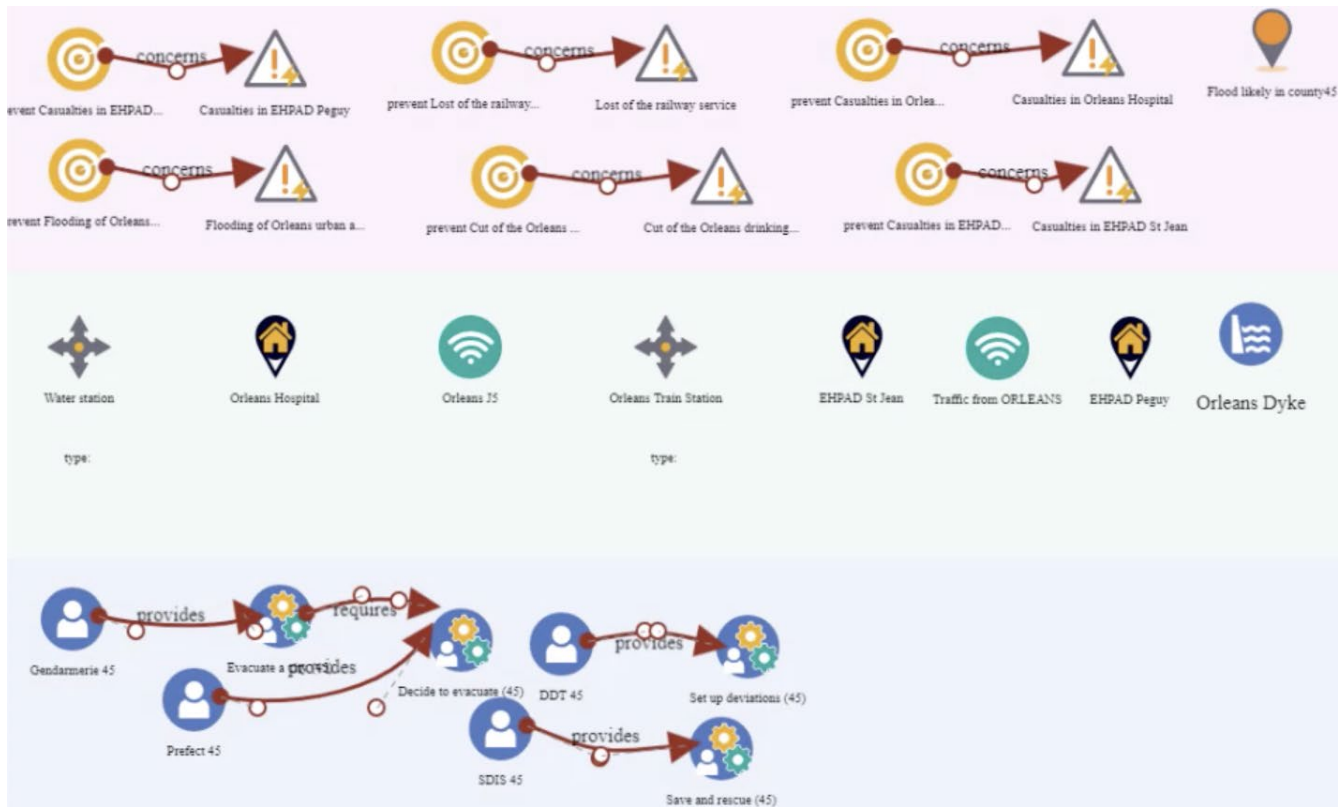 concerns
concerns
concerns
evenir Casualties in EHPAD...
Casualties in EHPAD Peguy
prevent Lost of the railway...
Lost of the railway service
prevent Casualties in Orlea...
Casualties in Orleans Hospital
Flood likely in county45
concerns
concerns
concerns
revent Flooding of Orleans...
Flooding of Orleans urban a...
prevent Cut of the Orleans ...
Cut of the Orleans drinking...
prevent Casualties in EHPAD...
Casualties in EHPAD St Jean
Water station
Orleans Hospital
Orleans J5
Orleans Train Station
EHPAD St Jean
Traffic from ORLEANS
EHPAD Peguy
Orleans Dyke
type:
type:
provides
requires
provides
Gendarmerie 45
Evacuate a
provides
Decide to evacuate (45)
DDT 45
Set up deviations (45)
Prefect 45
provides
SDIS 45
Save and rescue (45)